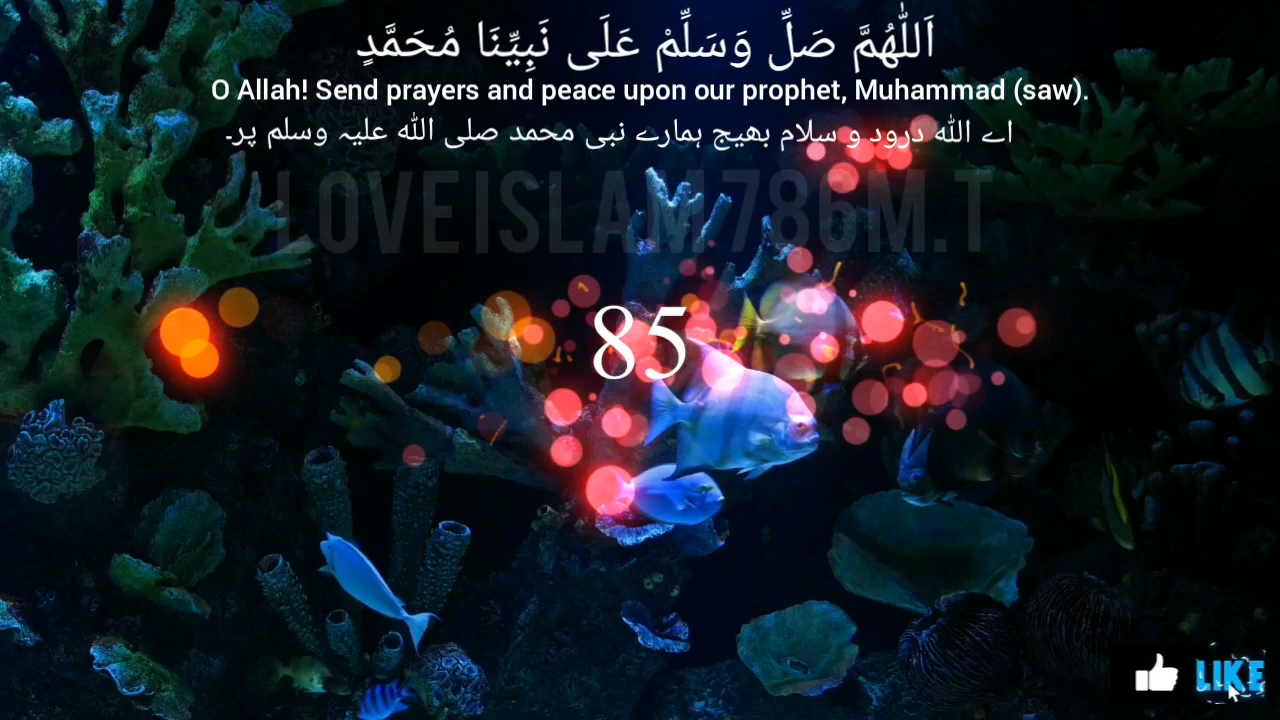 اَللّٰهُمَّ صَلِّ وَسَلِّمْ عَلَى نَبِيِّنَا مُحَمَّدٍ
O Allah! Send prayers and peace upon our prophet, Muhammad (saw).
اے اللہ درود و سلام بھیج ہمارے نبی محمد صلی اللہ علیہ وسلم پر۔
ILOVEISLAM786M.T
85
LIKE